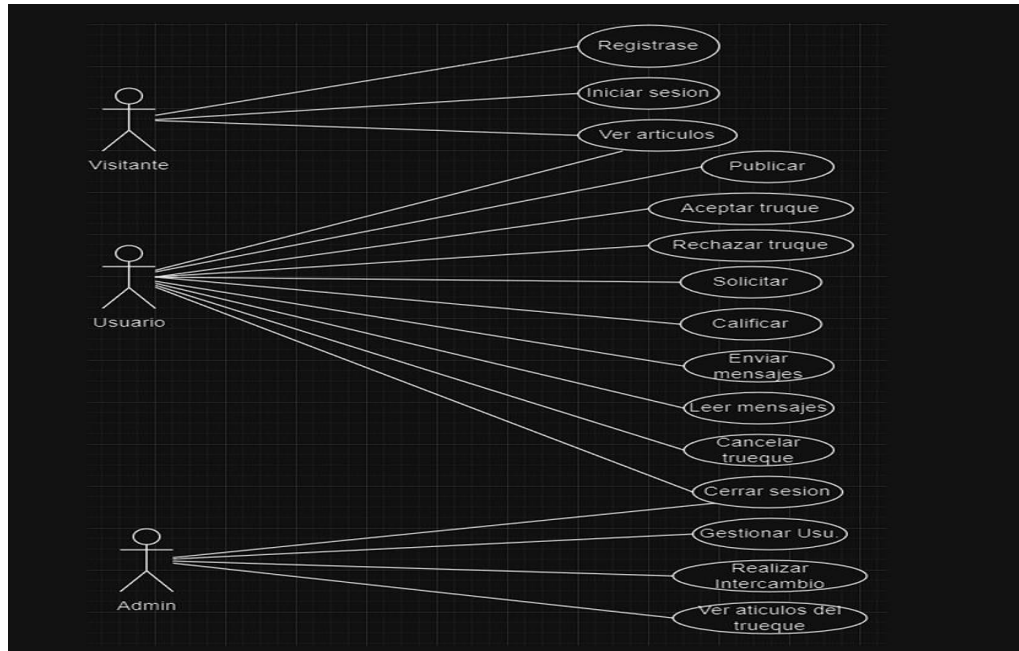 Registrase
Iniciar sesion
Ver articulos
Visitante
Publicar
Aceptar truque
Rechazar truque
Solicitar
Usuario
Calificar
Enviar
mensajes
Leer mensajes
Cancelar
trueque
Cerrar sesion
Gestionar Usu.
Realizar
Intercambio
Admin
Ver aticulos del
trueque